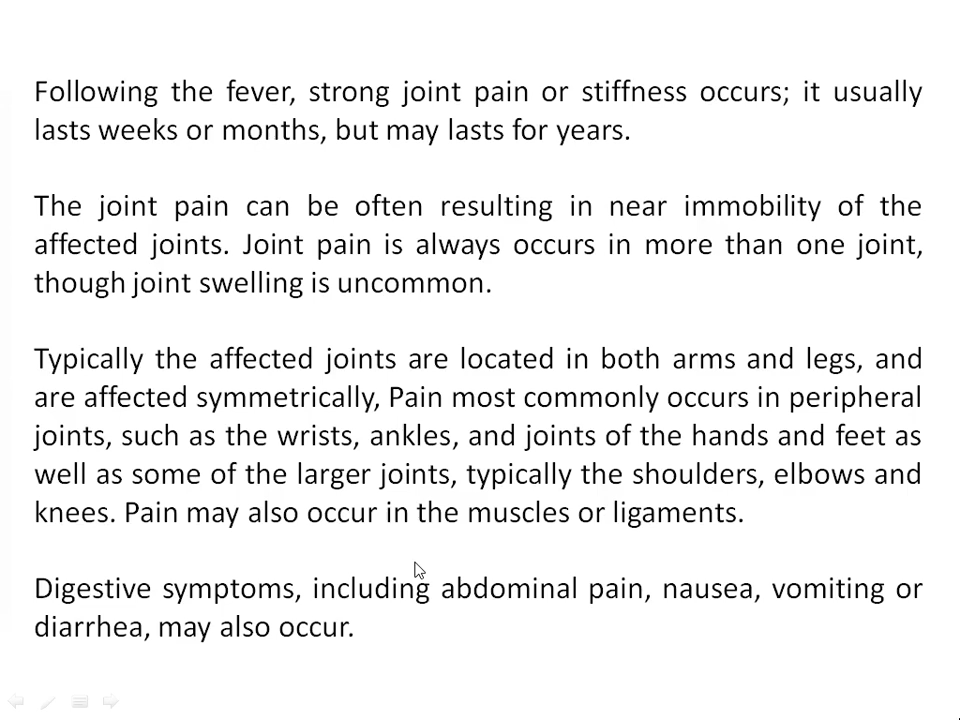 Following the fever, strong joint pain or stiffness occurs; it usually
lasts weeks or months, but may lasts for years.
The joint pain can be often resulting in near immobility of the
affected joints. Joint pain is always occurs in more than one joint,
though joint swelling is uncommon.
Typically the affected joints are located in both arms and legs, and
are affected symmetrically, Pain most commonly occurs in peripheral
joints, such as the wrists, ankles, and joints of the hands and feet as
well as some of the larger joints, typically the shoulders, elbows and
knees. Pain may also occur in the muscles or ligaments.
Digestive symptoms, including abdominal pain, nausea, vomiting or
diarrhea, may also occur.